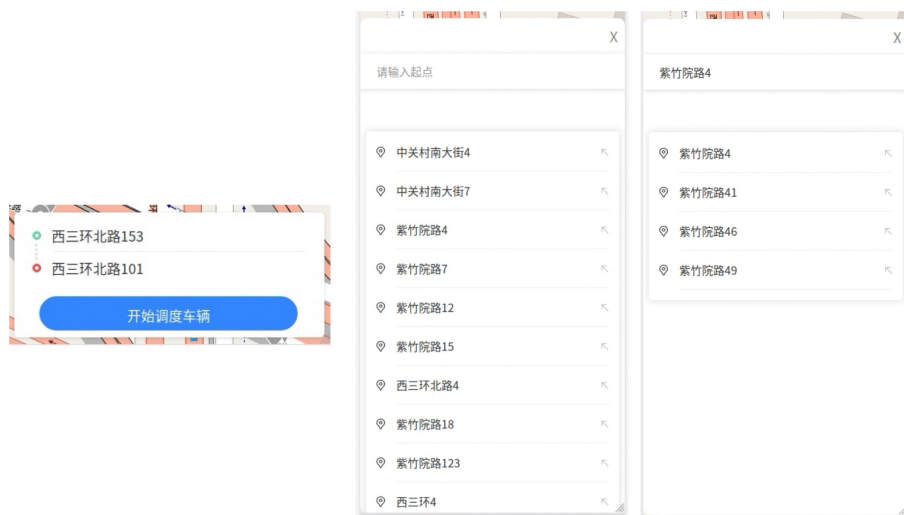 西三环北路153
西三环北路101
开始调度车辆
X
请输入起点
中关村南大街4
中关村南大街7
紫竹院路4
紫竹院路7
紫竹院路12
紫竹院路15
西三环北路4
紫竹院路18
紫竹院路123
西三环4
X
紫竹院路4
紫竹院路4
紫竹院路41
紫竹院路46
紫竹院路49